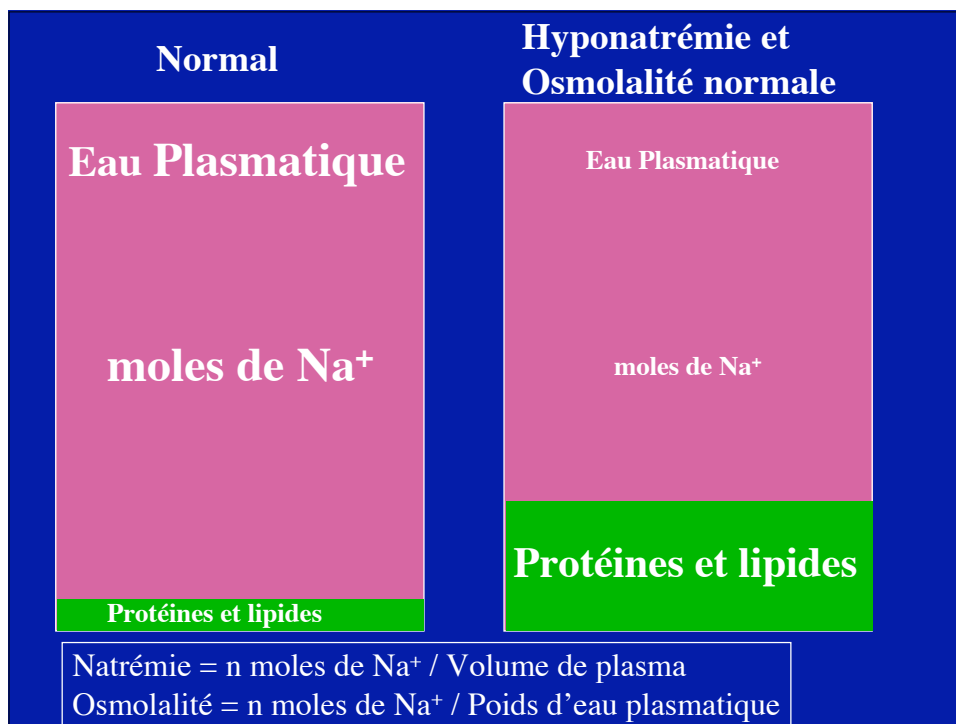 Normal
Hyponatrémie et
Osmolalité normale
Eau Plasmatique
moles de Na⁺
Protéines et lipides
Eau Plasmatique
moles de Na⁺
Protéines et lipides
Natrémie = n moles de Na⁺ / Volume de plasma
Osmolalité = n moles de Na⁺ / Poids d'eau plasmatique